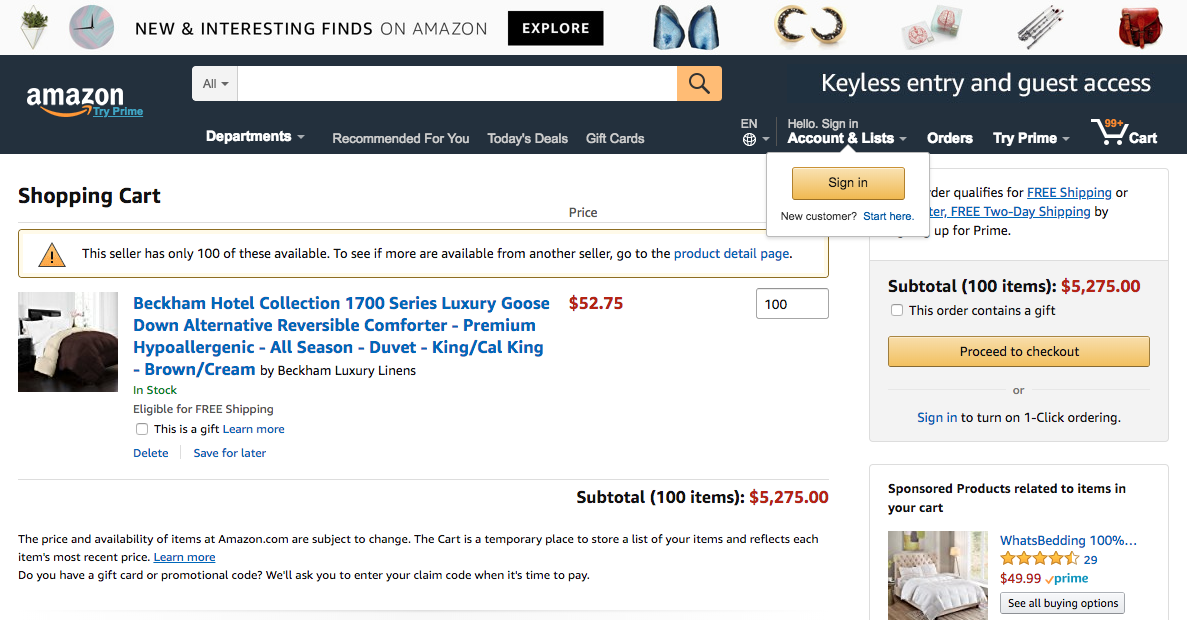 NEW & INTERESTING FINDS ON AMAZON EXPLORE
All
Keyless entry and guest access
amazon
Try Prime
Departments
Recommended For You Today's Deals Gift Cards
EN
Hello. Sign in
Account & Lists
Orders
Try Prime
99+
Cart
Sign in
New customer? Start here.
Shopping Cart
Price
This seller has only 100 of these available. To see if more are available from another seller, go to the product detail page.
Beckham Hotel Collection 1700 Series Luxury Goose
Down Alternative Reversible Comforter - Premium
Hypoallergenic - All Season - Duvet - King/Cal King
- Brown/Cream by Beckham Luxury Linens
$52.75
100
In Stock
Eligible for FREE Shipping
This is a gift Learn more
Delete Save for later
Subtotal (100 items): $5,275.00
The price and availability of items at Amazon.com are subject to change. The Cart is a temporary place to store a list of your items and reflects each
item's most recent price. Learn more
Do you have a gift card or promotional code? We'll ask you to enter your claim code when it's time to pay.
qualifies for FREE Shipping or
FREE Two-Day Shipping by
up for Prime.
Subtotal (100 items): $5,275.00
This order contains a gift
Proceed to checkout
or
Sign in to turn on 1-Click ordering.
Sponsored Products related to items in
your cart
WhatsBedding 100%...
29
$49.99 prime
See all buying options